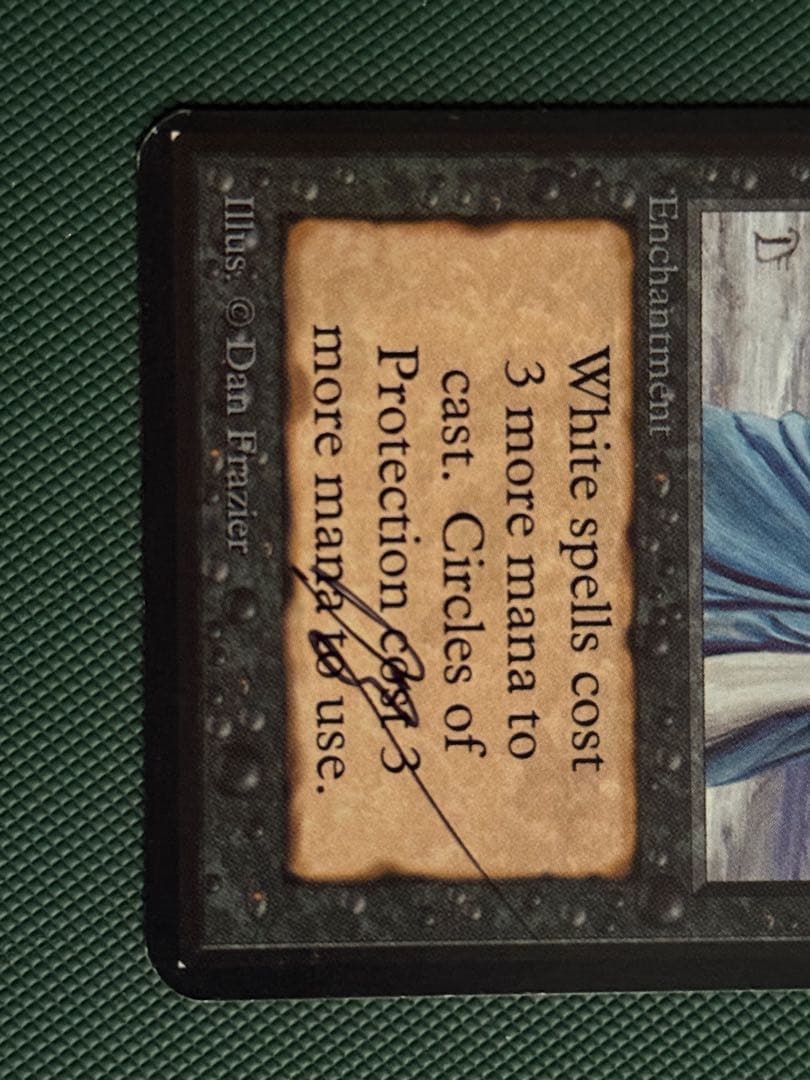 Enchantment
White spells cost
3 more mana to
cast. Circles of
Protection cost 3
more mana to use.
Illus. © Dan Frazier